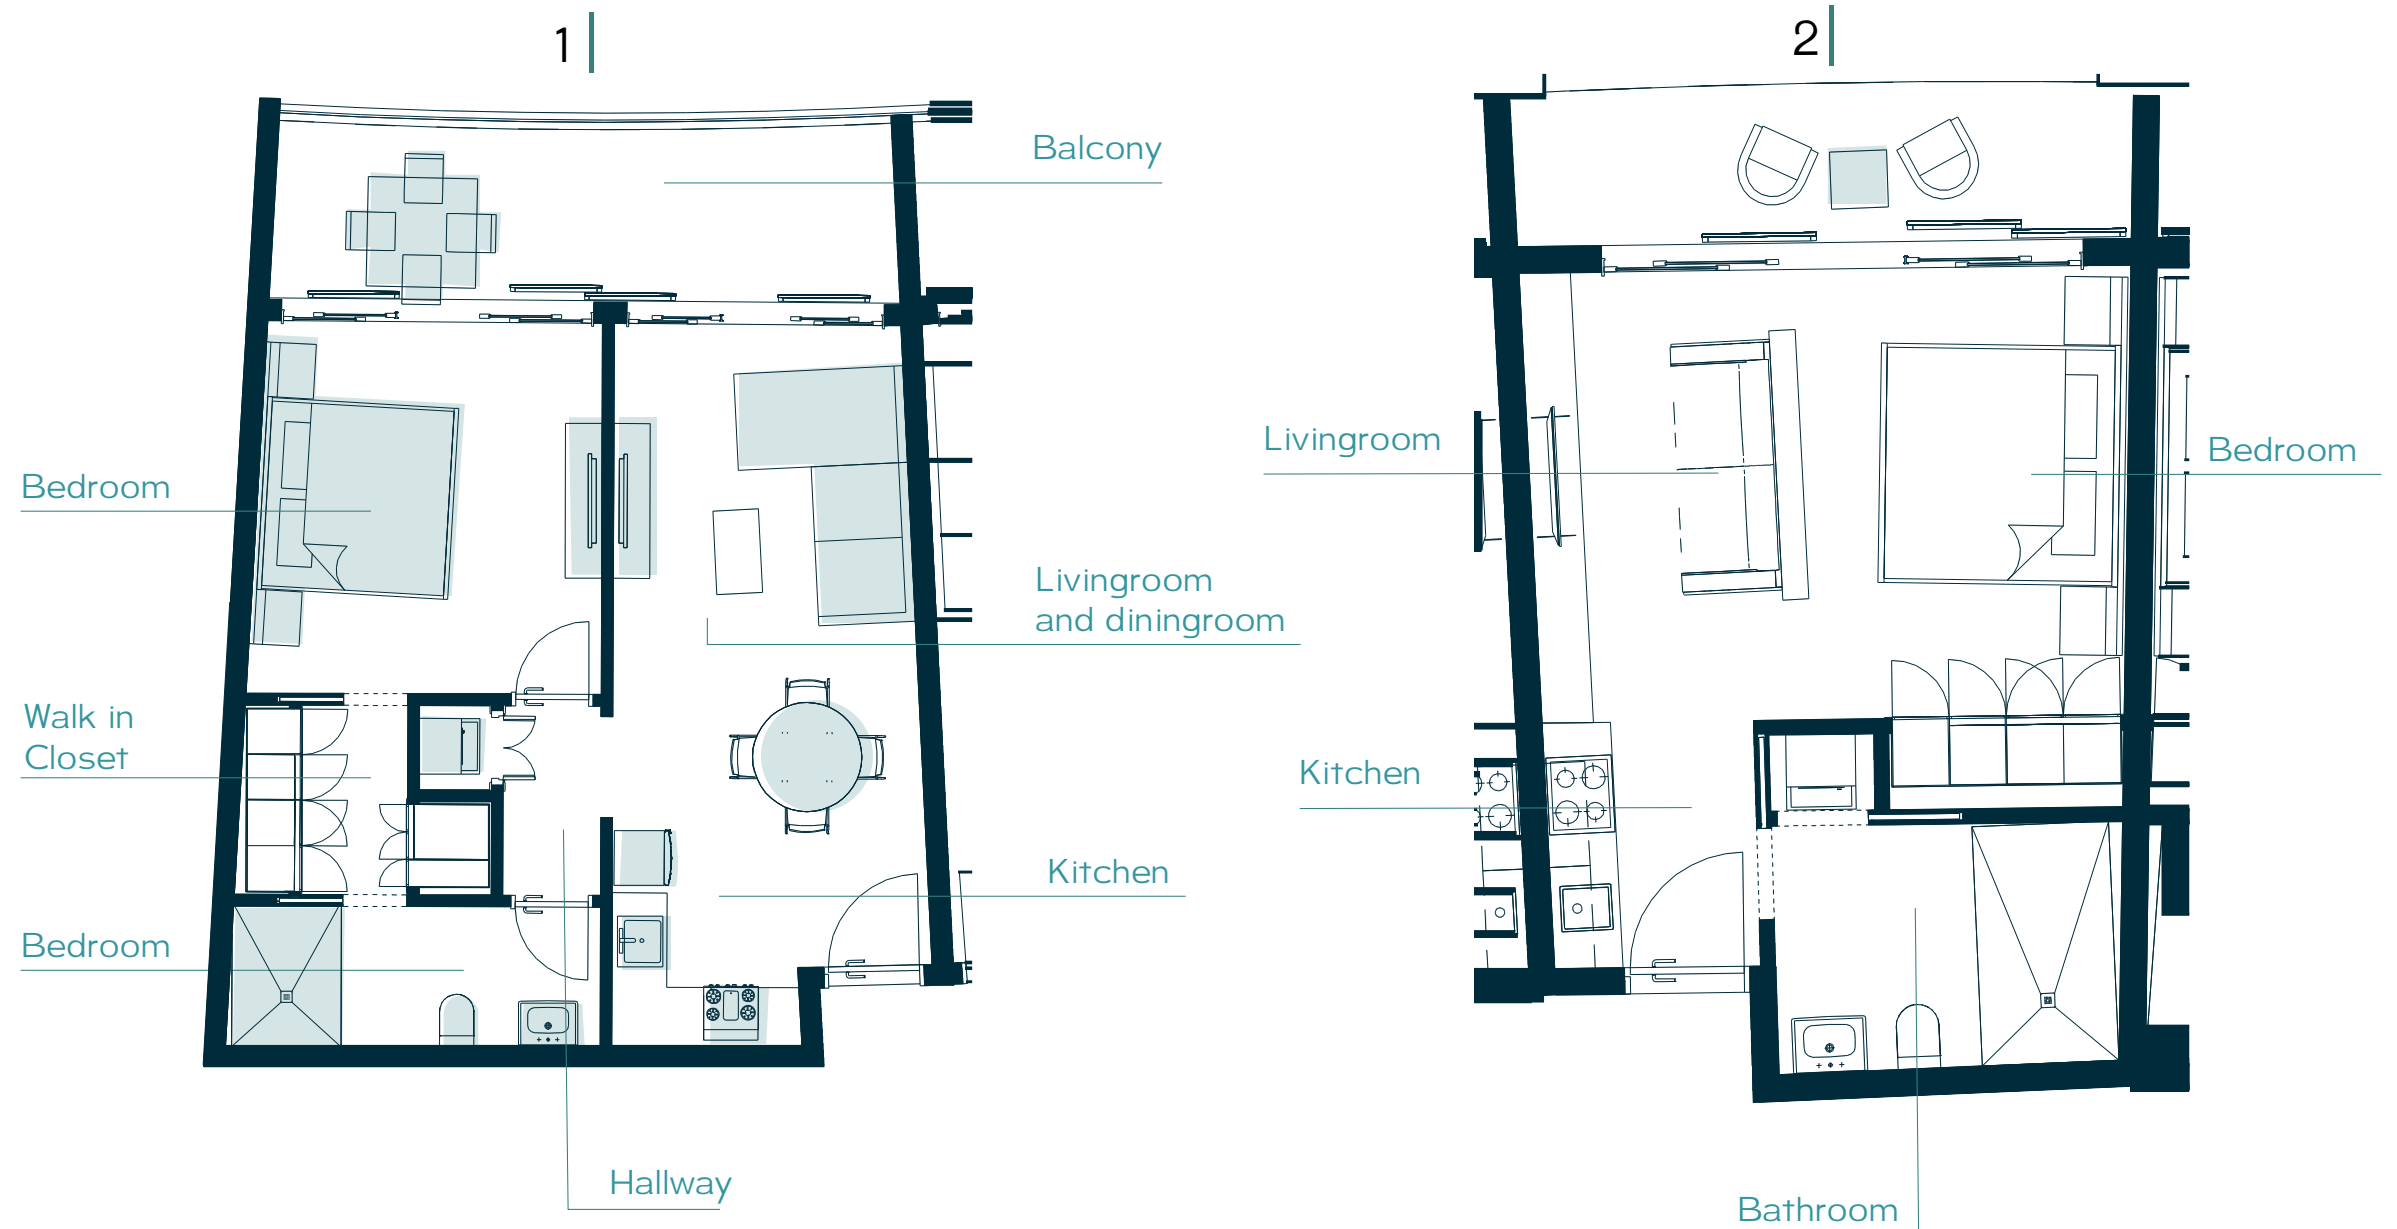 1
2
Balcony
Bedroom
Livingroom
and diningroom
Walk in
Closet
Kitchen
Bedroom
Hallway
Livingroom
Bedroom
Kitchen
Bathroom